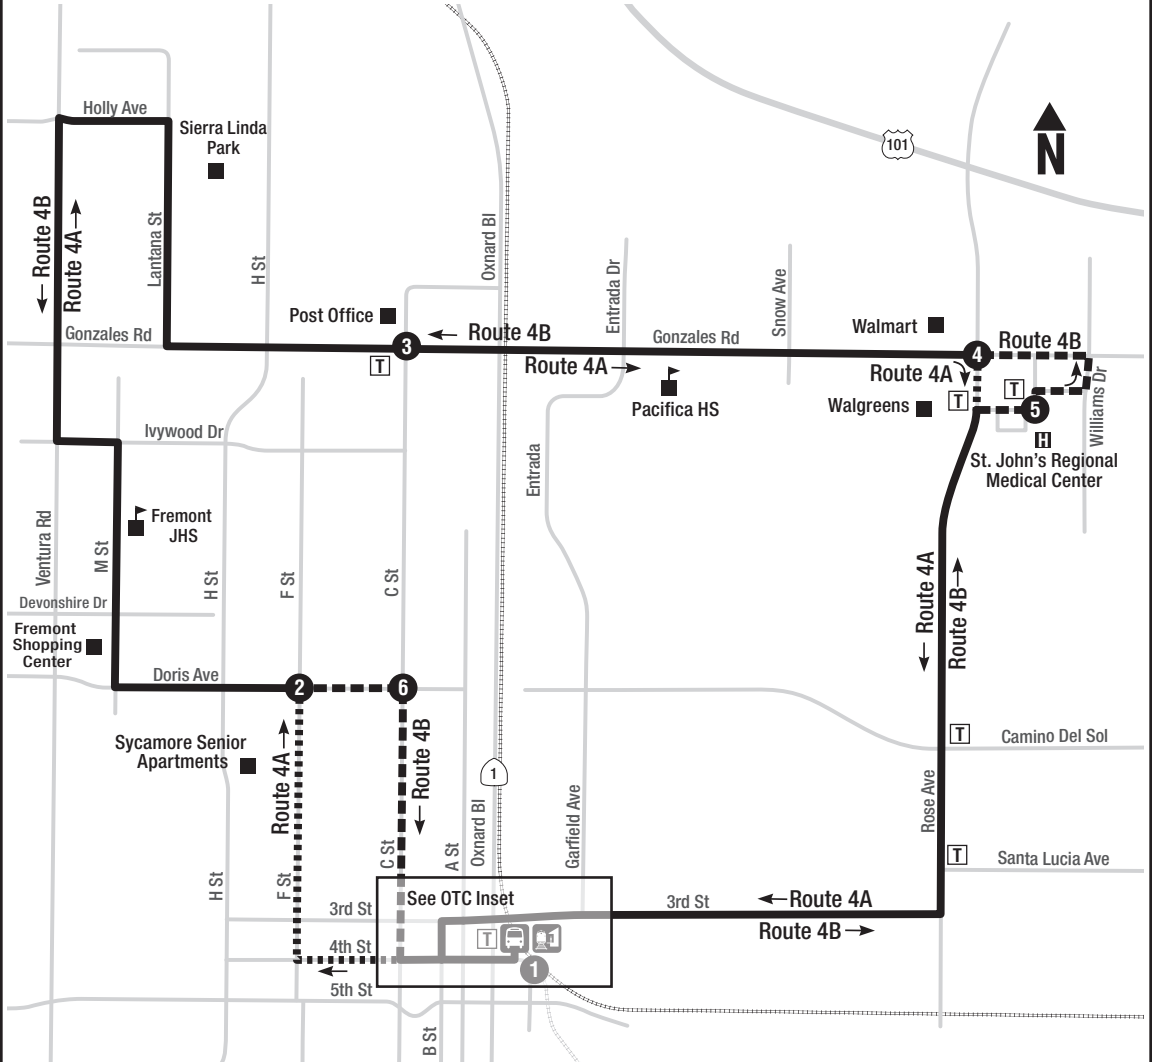 Holly Ave
Sierra Linda
Park
101
N
Route 4B
Route 4A
Lantana St
H St
Oxnard Bl
Entrada Dr
Snow Ave
Post Office
Gonzales Rd
3
Route 4B
Route 4A
Gonzales Rd
Walmart
4
Route 4B
Route 4A
T
T
T
Pacifica HS
Walgreens
5
Williams Dr
H
St. John's Regional
Medical Center
Ivywood Dr
Entrada
Fremont
JHS
Ventura Rd
M St
H St
F St
C St
Devonshire Dr
Fremont
Shopping
Center
Route 4A
Route 4B
Doris Ave
2
6
Sycamore Senior
Apartments
Route 4A
Route 4B
1
T
Camino Del Sol
Rose Ave
Oxnard Bl
Garfield Ave
C St
A St
H St
F St
T
Santa Lucia Ave
See OTC Inset
3rd St
3rd St
Route 4A
Route 4B
T
4th St
1
5th St
B St